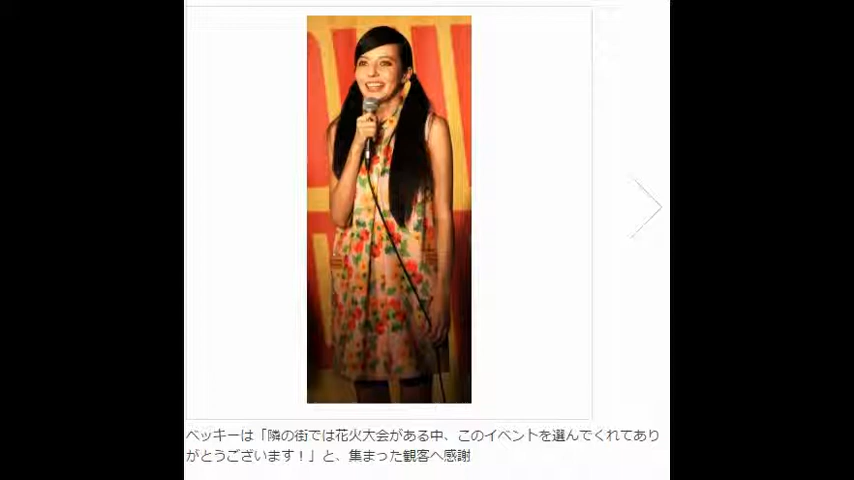 ベッキーは「隣の街では花火大会がある中、このイベントを選んでくれてあり
がとうございます！」と、集まった観客へ感謝